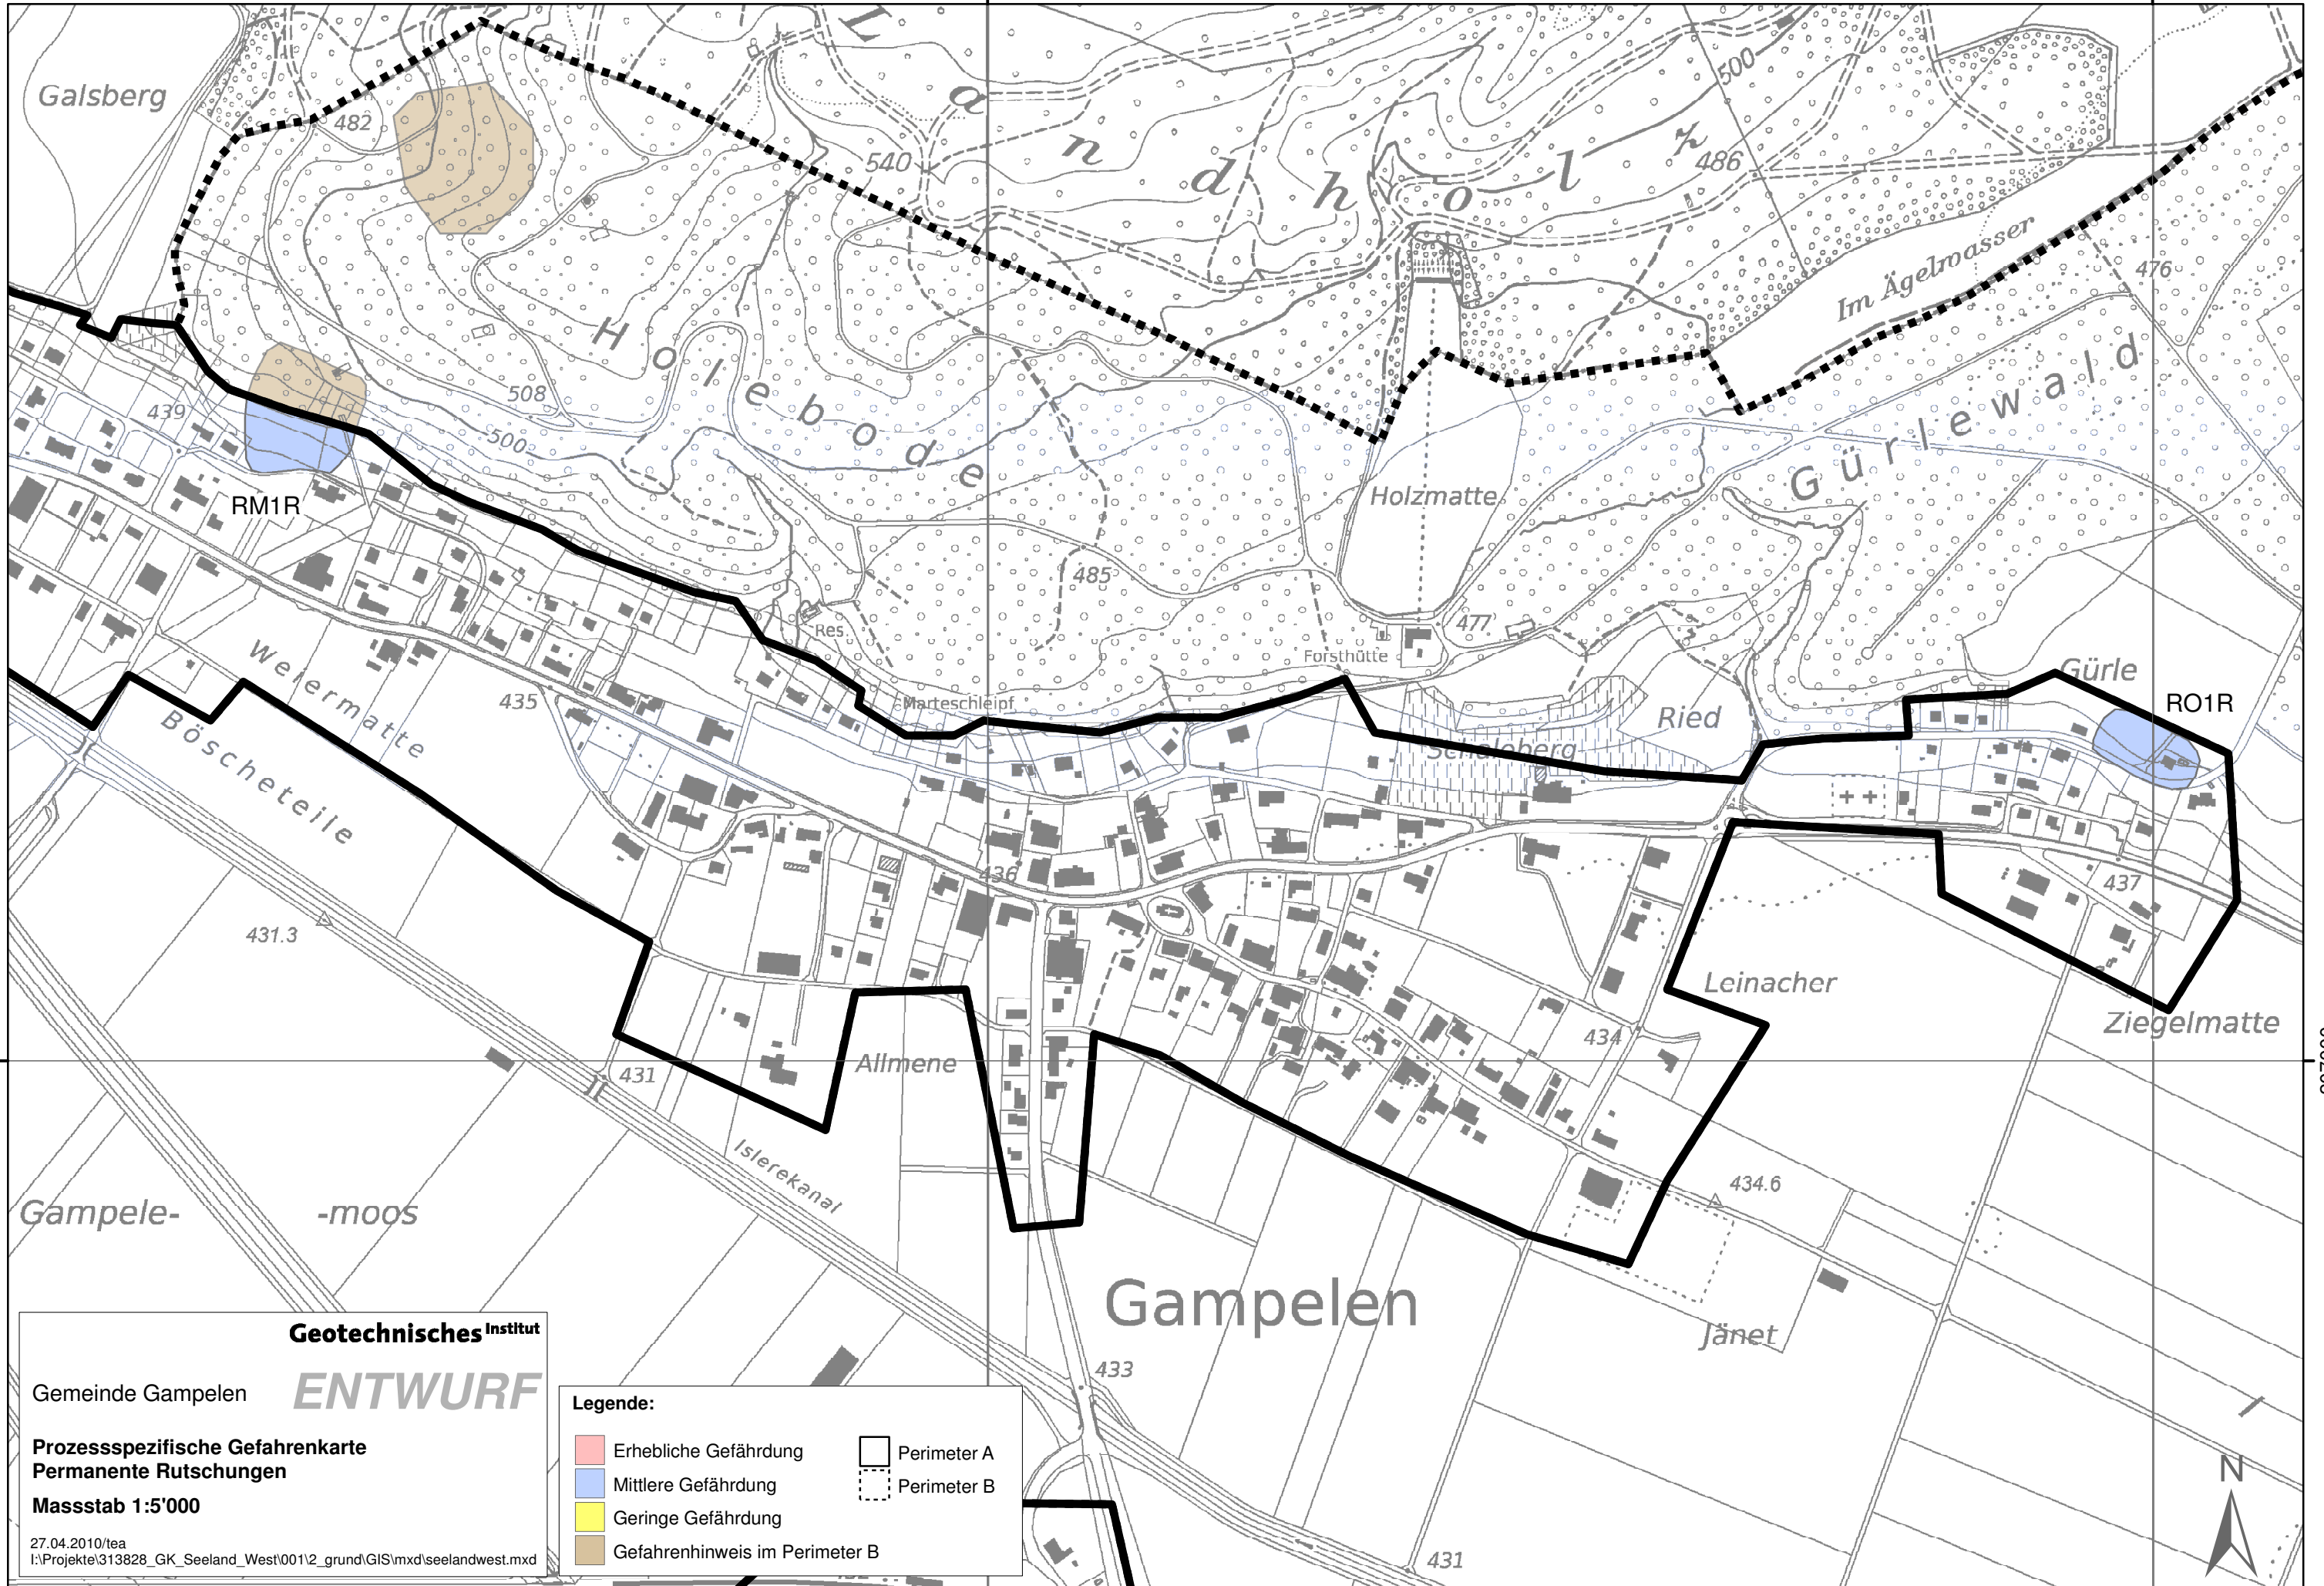 Galsberg
482
L a n d h o l z
540
500
486
Im Ägelmoasser
476
H o l e b o d e
508
500
439
RM1R
Holzmatte
G ü r l e w a l d
485
Res.
477
Forsthütte
Marteschleipf
Weiermatte
435
Böscheteile
Schaleberg
Ried
Gürle
RO1R
436
437
431.3
Leinacher
Ziegelmatte
434
Allmene
431
Islerekanal
434.6
Gampele- -moos
Gampelen
Jänet
433
431
N
Geotechnisches Institut
Gemeinde Gampelen
ENTWURF
Prozessspezifische Gefahrenkarte
Permanente Rutschungen
Massstab 1:5'000
27.04.2010/tea
I:\Projekte\313828_GK_Seeland_West\001\2_grund\GIS\mxd\seelandwest.mxd
Legende:
Erhebliche Gefährdung
Mittlere Gefährdung
Geringe Gefährdung
Gefahrenhinweis im Perimeter B
Perimeter A
Perimeter B